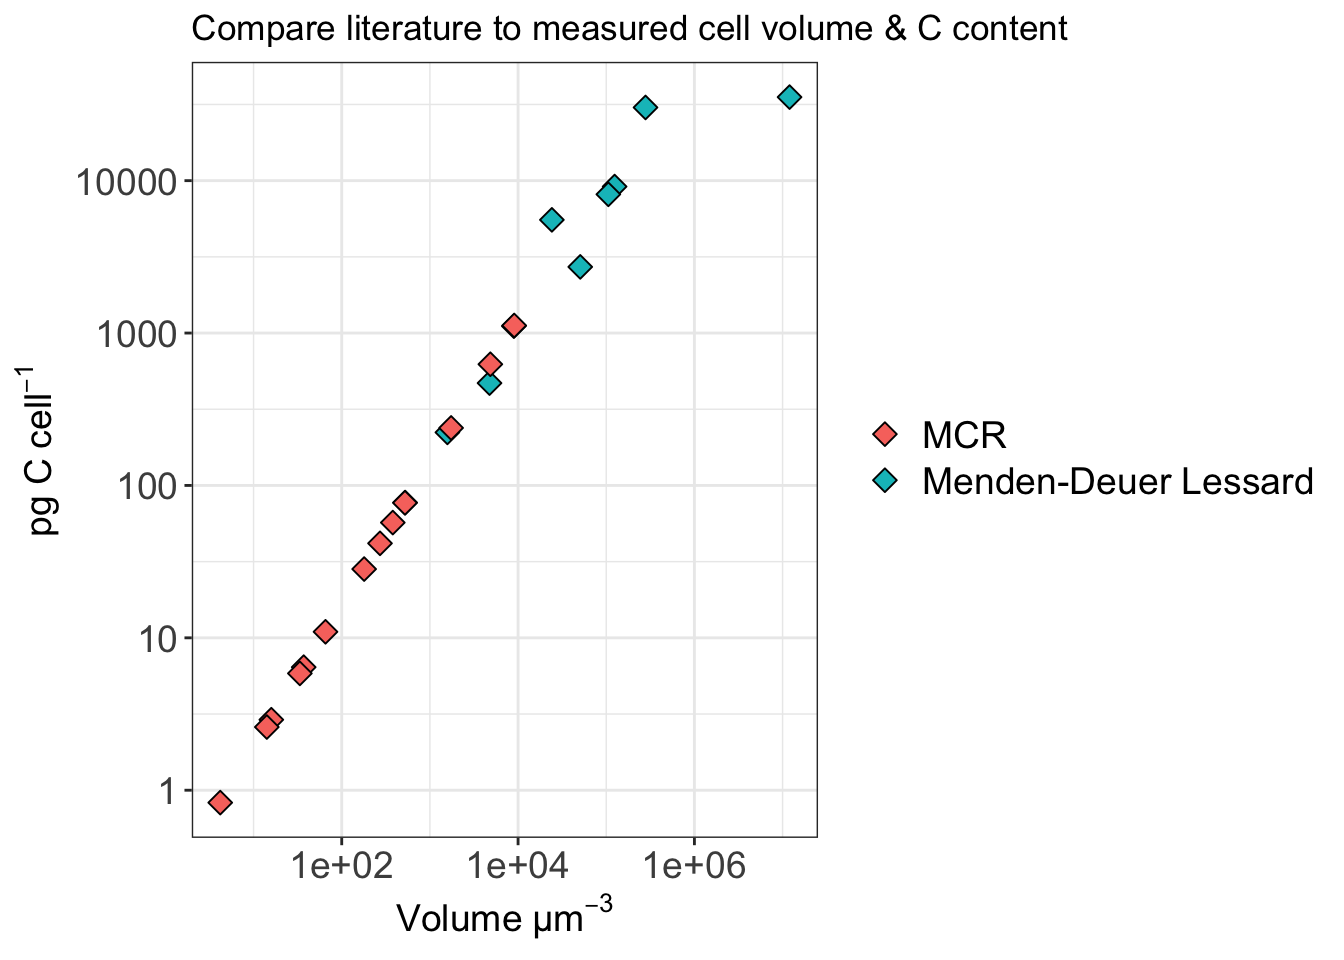 Compare literature to measured cell volume & C content
10000
1000
100
10
1
pg C cell⁻¹
1e+02 1e+04 1e+06
Volume µm⁻³
MCR
Menden-Deuer Lessard